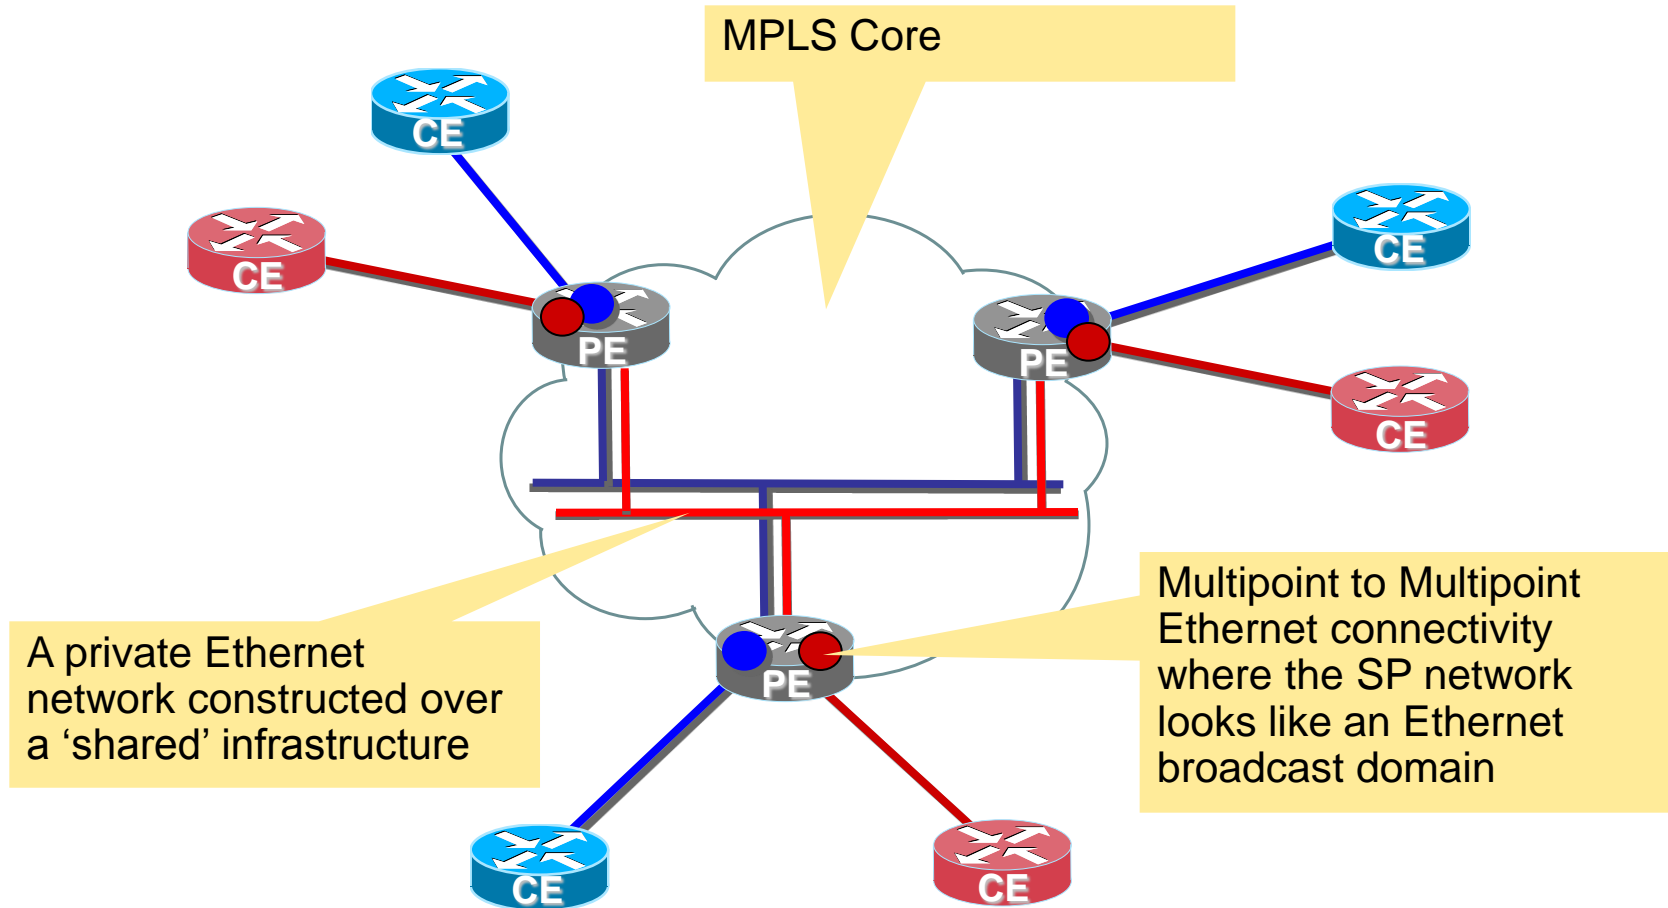 MPLS Core
CE
CE
CE
PE
PE
CE
A private Ethernet
network constructed over
a ‘shared’ infrastructure
Multipoint to Multipoint
Ethernet connectivity
where the SP network
looks like an Ethernet
broadcast domain
PE
CE
CE